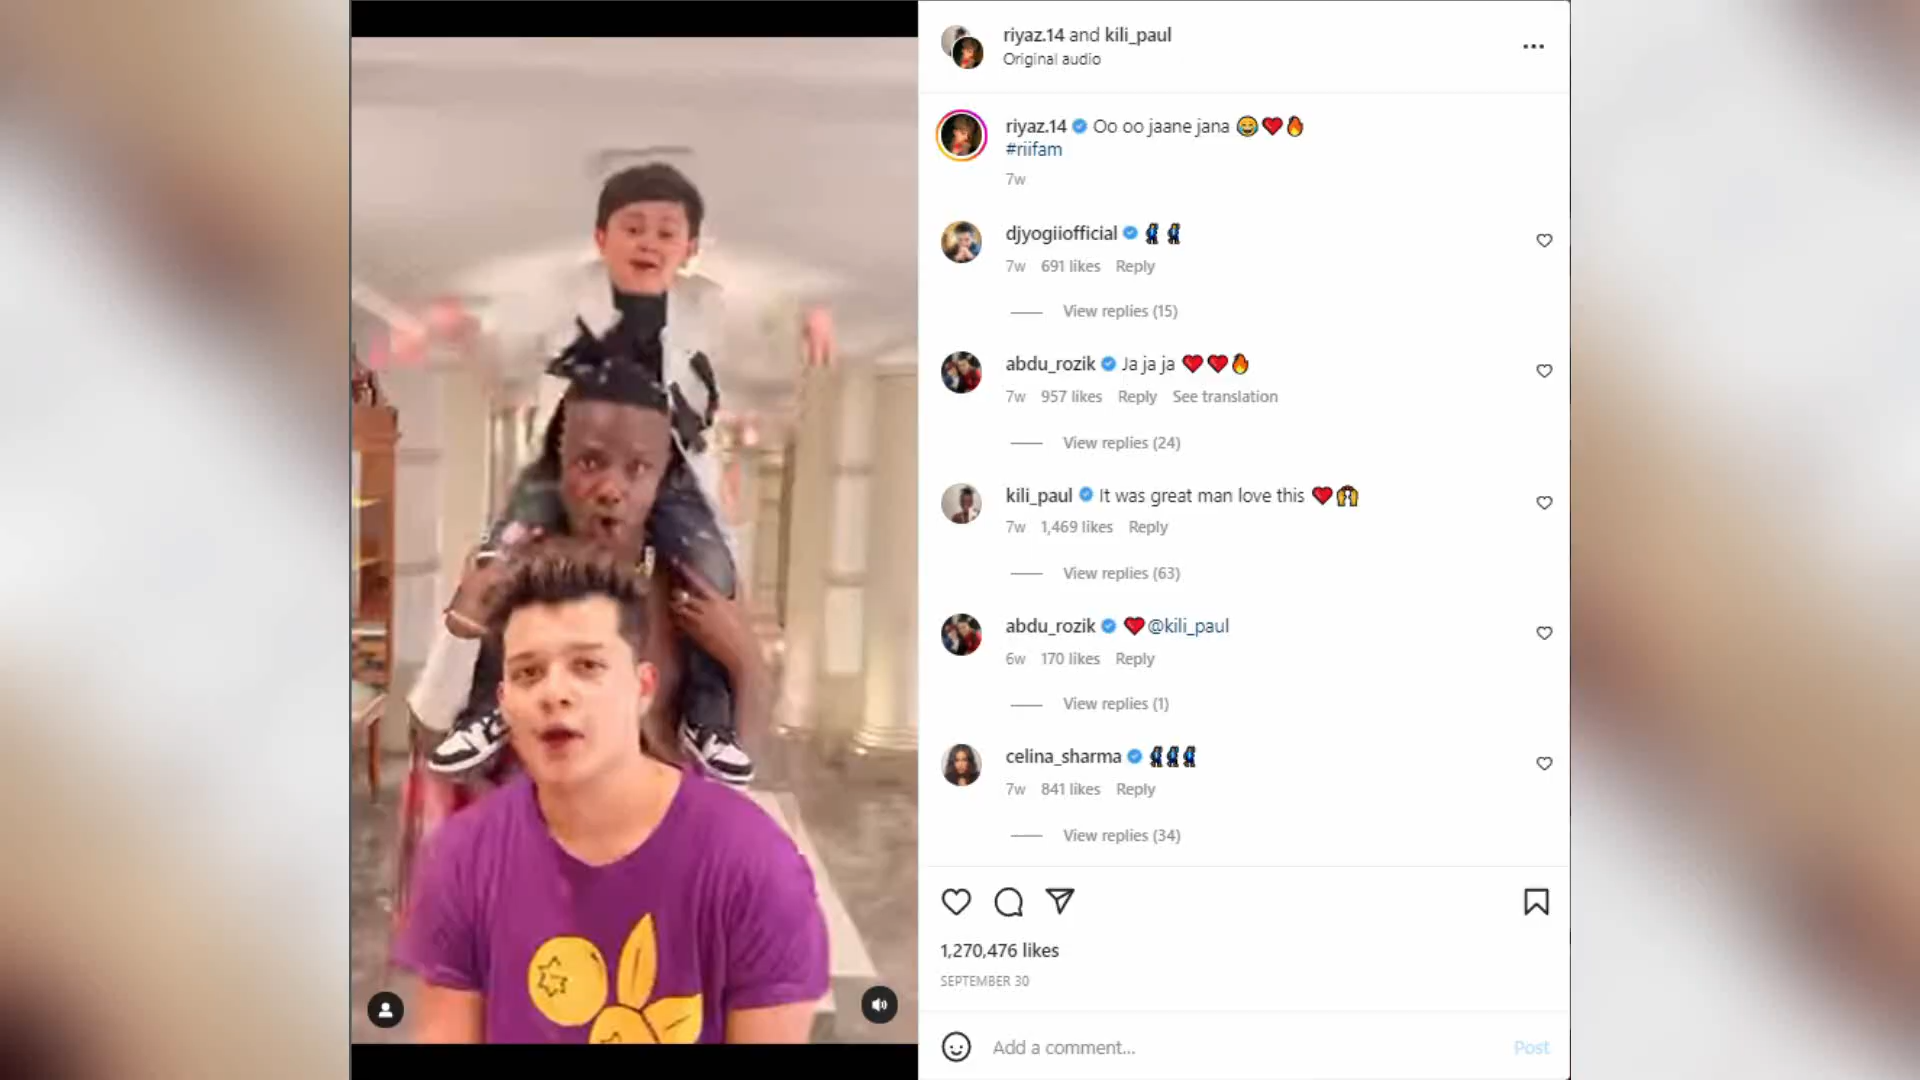 riyaz.14 and kili_paul
Original audio
riyaz.14 Oo oo jaane jana 😂❤️🔥
#riifam
7w
djyogiiofficial 🕺🕺
7w 691 likes Reply
View replies (15)
abdu_rozik Ja ja ja ❤️❤️🔥
7w 957 likes Reply See translation
View replies (24)
kili_paul It was great man love this ❤️🙌
7w 1,469 likes Reply
View replies (63)
abdu_rozik ❤️@kili_paul
6w 170 likes Reply
View replies (1)
celina_sharma 🕺🕺🕺
7w 841 likes Reply
View replies (34)
1,270,476 likes
SEPTEMBER 30
Add a comment...
Post